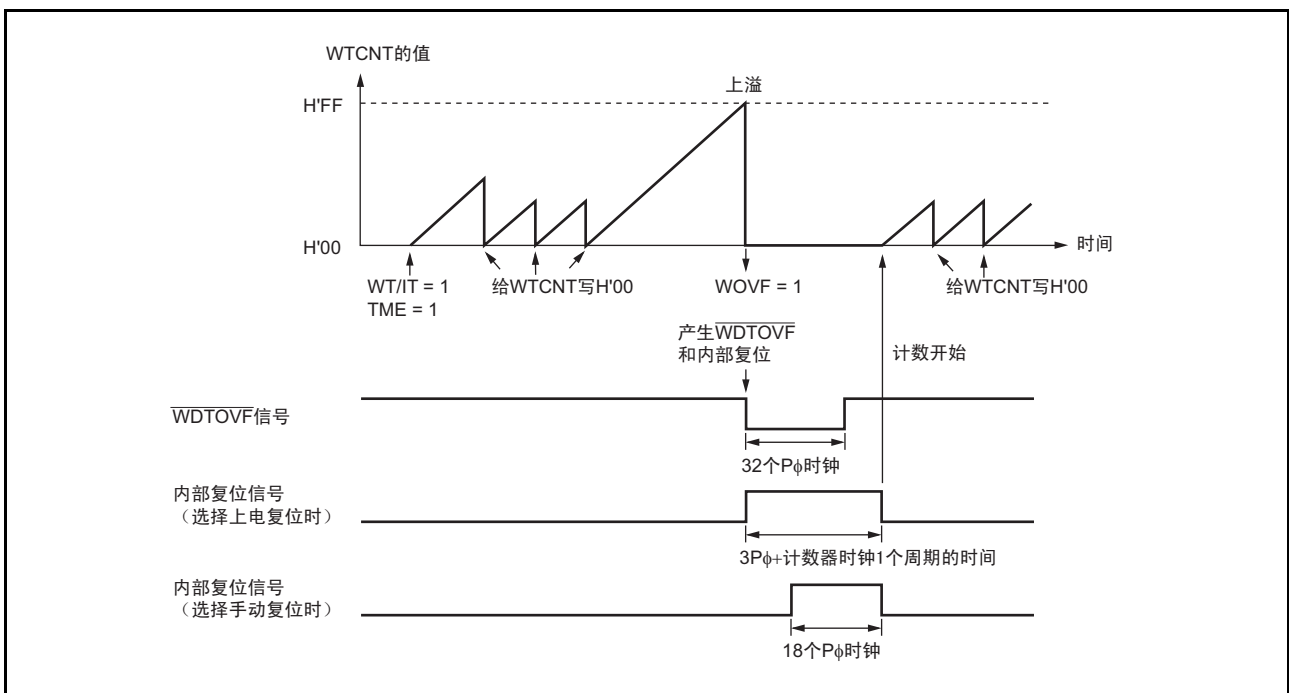 WTCNT的值
上溢
H'FF
H'00
时间
WT/IT = 1
TME = 1
给WTCNT写H'00
WOVF = 1
给WTCNT写H'00
产生WDTOVF
和内部复位
计数开始
WDTOVF信号
32个Pϕ时钟
内部复位信号
（选择上电复位时）
3Pϕ+计数器时钟1个周期的时间
内部复位信号
（选择手动复位时）
18个Pϕ时钟